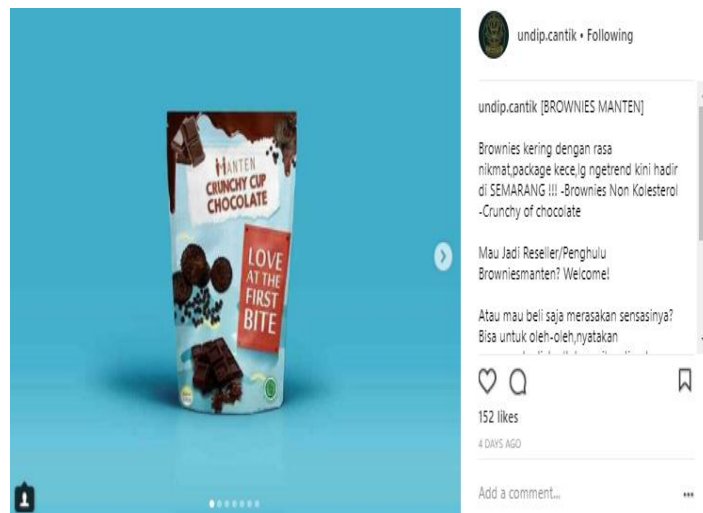 undip.cantik • Following
undip.cantik [BROWNIES MANTEN]
Brownies kering dengan rasa
nikmat,package kece,lg ngetrend kini hadir
di SEMARANG !!! -Brownies Non Kolesterol
-Crunchy of chocolate
Mau Jadi Reseller/Penghulu
Browniesmanten? Welcome!
Atau mau beli saja merasakan sensasinya?
Bisa untuk oleh-oleh,nyatakan
152 likes
4 DAYS AGO
Add a comment...
MANTEN
CRUNCHY CUP
CHOCOLATE
LOVE
AT THE
FIRST
BITE